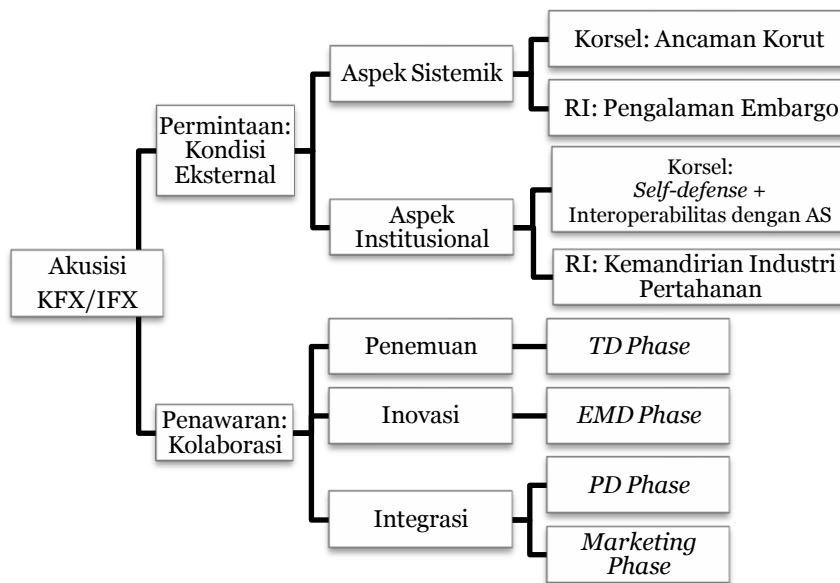 Akusisi
KFX/IFX
Permintaan:
Kondisi
Eksternal
Aspek Sistemik
Korsel: Ancaman Korut
RI: Pengalaman Embargo
Aspek
Institusional
Korsel:
Self-defense +
Interoperabilitas dengan AS
RI: Kemandirian Industri
Pertahanan
Penawaran:
Kolaborasi
Penemuan
TD Phase
Inovasi
EMD Phase
Integrasi
PD Phase
Marketing
Phase